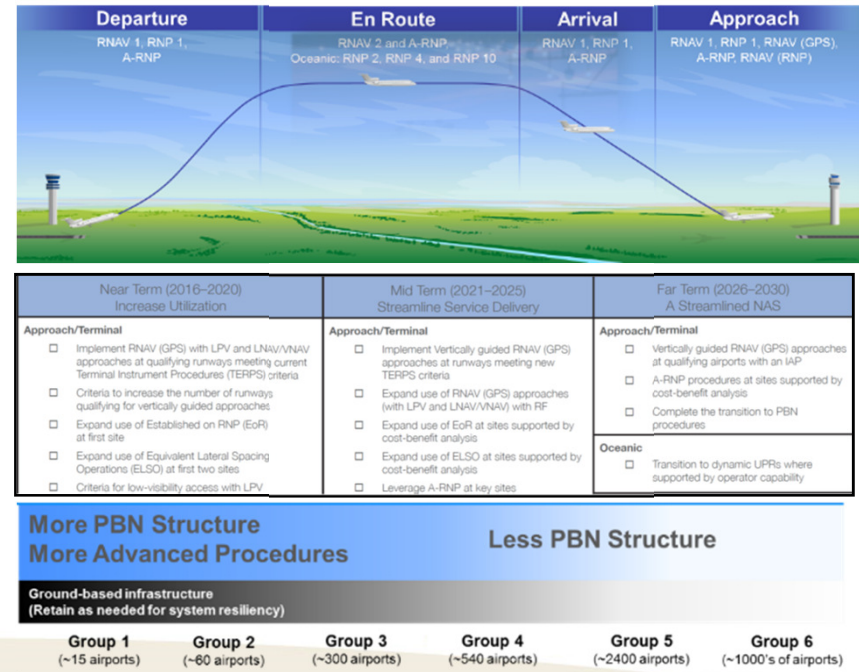 Departure
RNAV 1, RNP 1,
A-RNP
En Route
RNAV 2 and A-RNP
Oceanic: RNP 2, RNP 4, and RNP 10
Arrival
RNAV 1, RNP 1,
A-RNP
Approach
RNAV 1, RNP 1, RNAV (GPS),
A-RNP, RNAV (RNP)
Near Term (2016–2020)
Increase Utilization
Approach/Terminal
Implement RNAV (GPS) with LPV and LNAV/VNAV
approaches at qualifying runways meeting current
Terminal Instrument Procedures (TERPS) criteria
Criteria to increase the number of runways
qualifying for vertically guided approaches
Expand use of Established on RNP (EoR)
at first site
Expand use of Equivalent Lateral Spacing
Operations (ELSO) at first two sites
Criteria for low-visibility access with LPV
Mid Term (2021–2025)
Streamline Service Delivery
Approach/Terminal
Implement Vertically guided RNAV (GPS)
approaches at runways meeting new
TERPS criteria
Expand use of RNAV (GPS) approaches
(with LPV and LNAV/VNAV) with RF
Expand use of EoR at sites supported by
cost-benefit analysis
Expand use of ELSO at sites supported by
cost-benefit analysis
Leverage A-RNP at key sites
Far Term (2026–2030)
A Streamlined NAS
Approach/Terminal
Vertically guided RNAV (GPS) approaches
at qualifying airports with an IAP
A-RNP procedures at sites supported by
cost-benefit analysis
Complete the transition to PBN
procedures
Oceanic
Transition to dynamic UPRs where
supported by operator capability
More PBN Structure
More Advanced Procedures
Less PBN Structure
Ground-based infrastructure
(Retain as needed for system resiliency)
Group 1
(~15 airports)
Group 2
(~60 airports)
Group 3
(~300 airports)
Group 4
(~540 airports)
Group 5
(~2400 airports)
Group 6
(~1000's of airports)